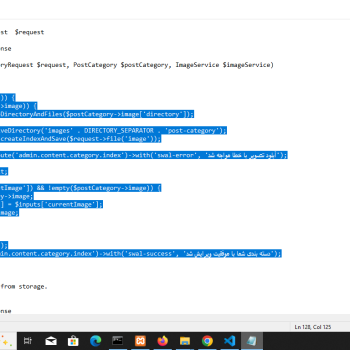 st  $request
nse
oryRequest $request, PostCategory $postCategory, ImageService $imageService)
)) {
>image)) {
DirectoryAndFiles($postCategory->image['directory']);
veDirectory('images' . DIRECTORY_SEPARATOR . 'post-category');
createIndexAndSave($request->file('image'));
ute('admin.content.category.index')->with('swal-error', 'آپلود تصویر با خطا مواجه شد');
t;
tImage']) && !empty($postCategory->image)) {
y->image;
] = $inputs['currentImage'];
mage;
);
in.content.category.index')->with('swal-success', 'دسته بندی شما با موفقیت ویرایش شد');
from storage.
nse
Ln 128, Col 125